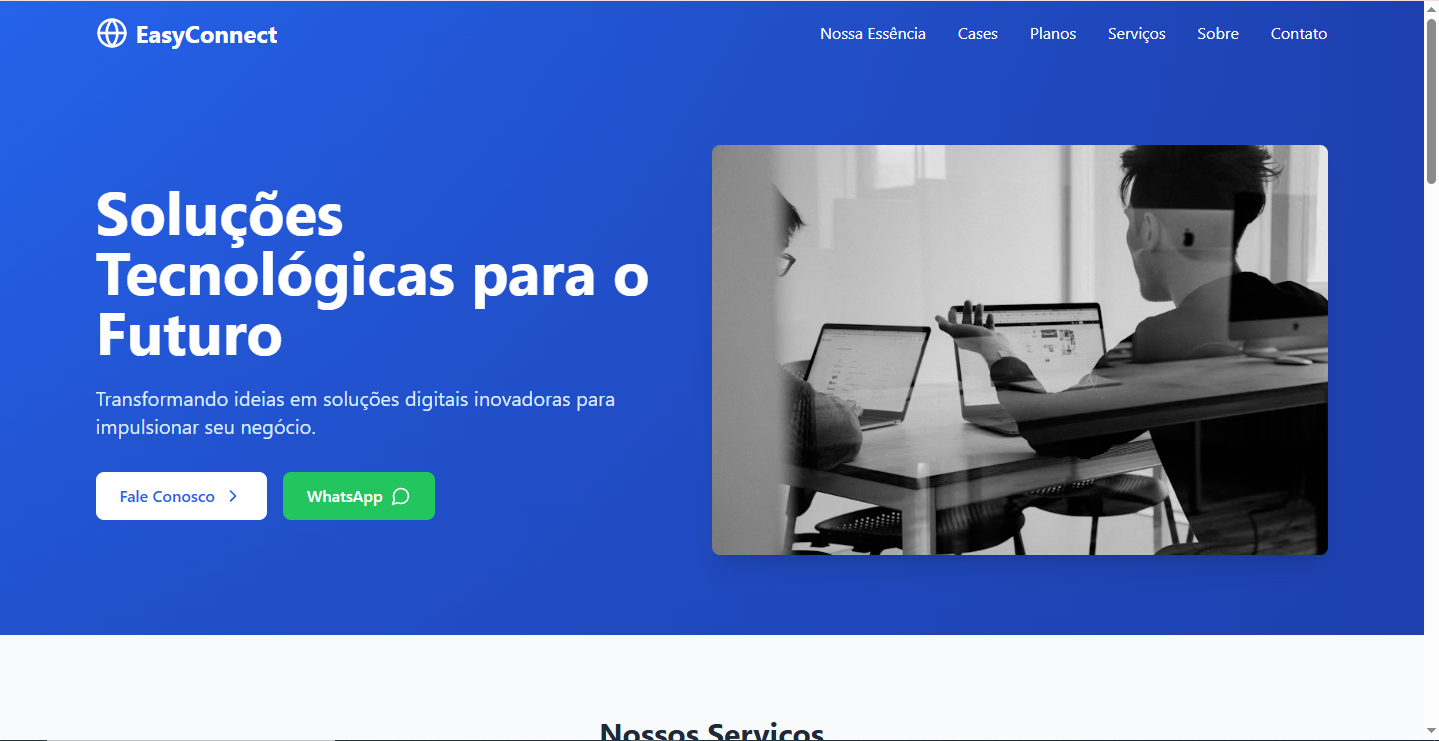 EasyConnect
Nossa Essência
Cases
Planos
Serviços
Sobre
Contato
Soluções
Tecnológicas para o
Futuro
Transformando ideias em soluções digitais inovadoras para
impulsionar seu negócio.
Fale Conosco
WhatsApp
Nossos Serviços